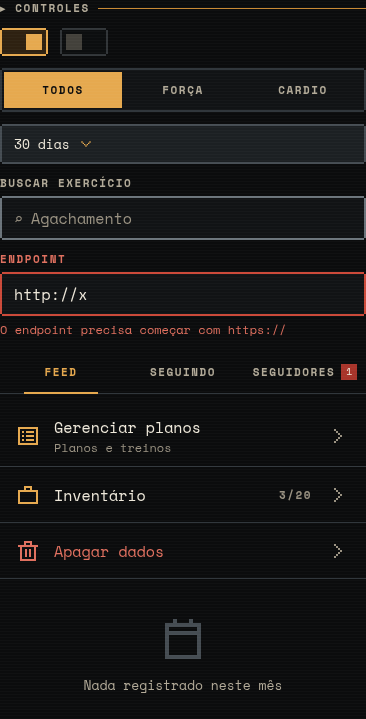 CONTROLES
TODOS FORÇA CARDIO
30 dias
BUSCAR EXERCÍCIO
Agachamento
ENDPOINT
http://x
O endpoint precisa começar com https://
FEED SEGUINDO SEGUIDORES 1
Gerenciar planos
Planos e treinos
Inventário 3/20
Apagar dados
Nada registrado neste mês